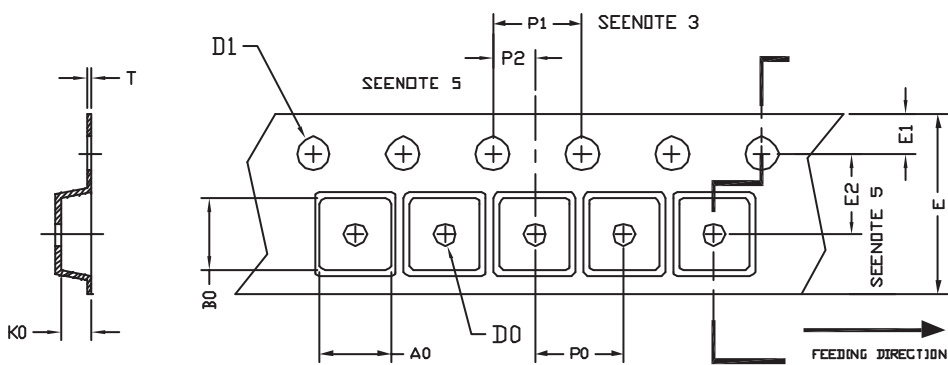 P1
SEENOTE 3
D1
P2
T
SEENOTE 5
E1
E2
E
SEENOTE 5
B0
K0
A0
D0
P0
FEEDING DIRECTION